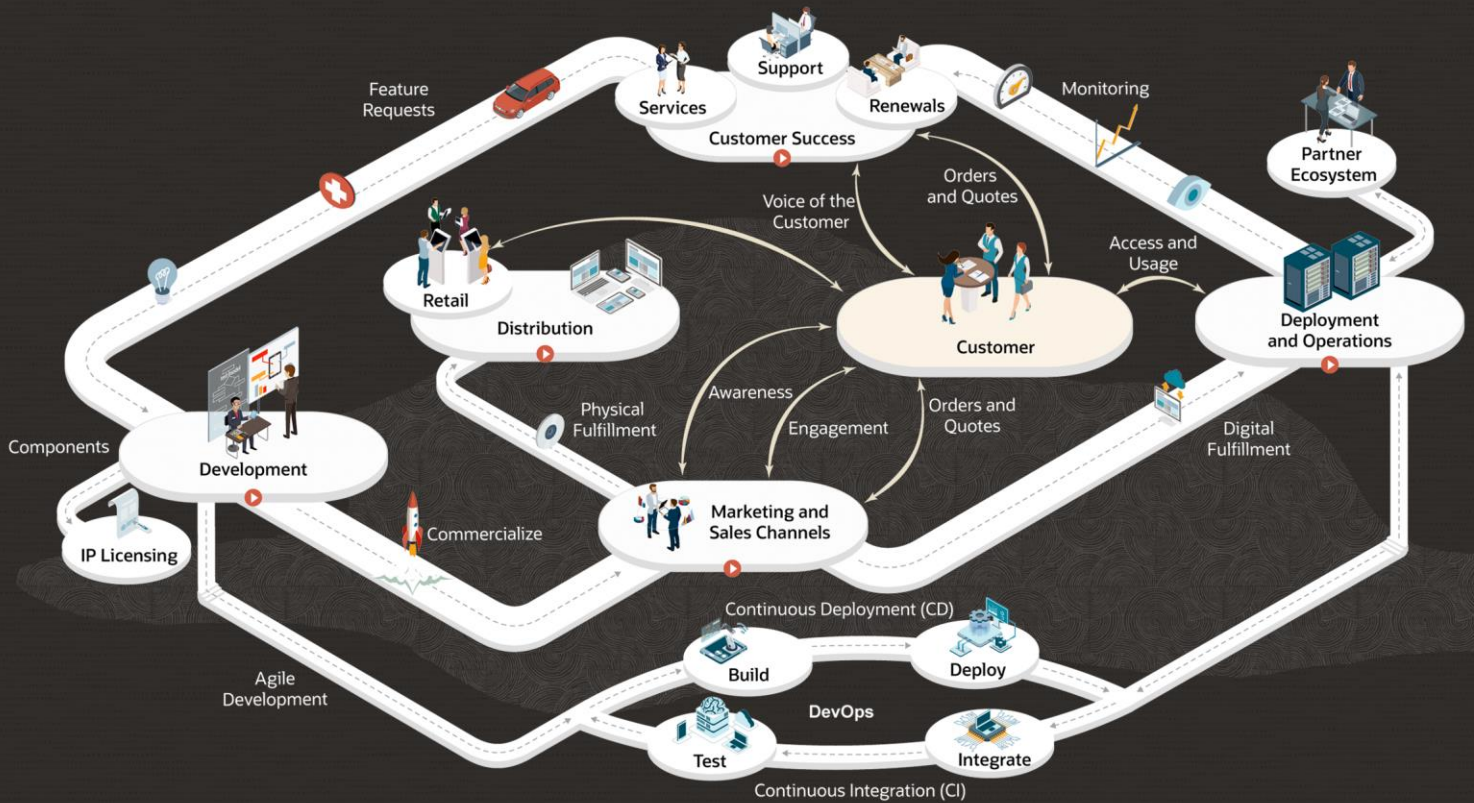 Support
Services
Renewals
Customer Success
Feature
Requests
Monitoring
Partner
Ecosystem
Voice of the
Customer
Orders
and Quotes
Access and
Usage
Retail
Distribution
Customer
Deployment
and Operations
Components
Development
IP Licensing
Physical
Fulfillment
Awareness
Engagement
Orders and
Quotes
Digital
Fulfillment
Commercialize
Marketing and
Sales Channels
Agile
Development
Continuous Deployment (CD)
Build
Deploy
DevOps
Test
Integrate
Continuous Integration (CI)